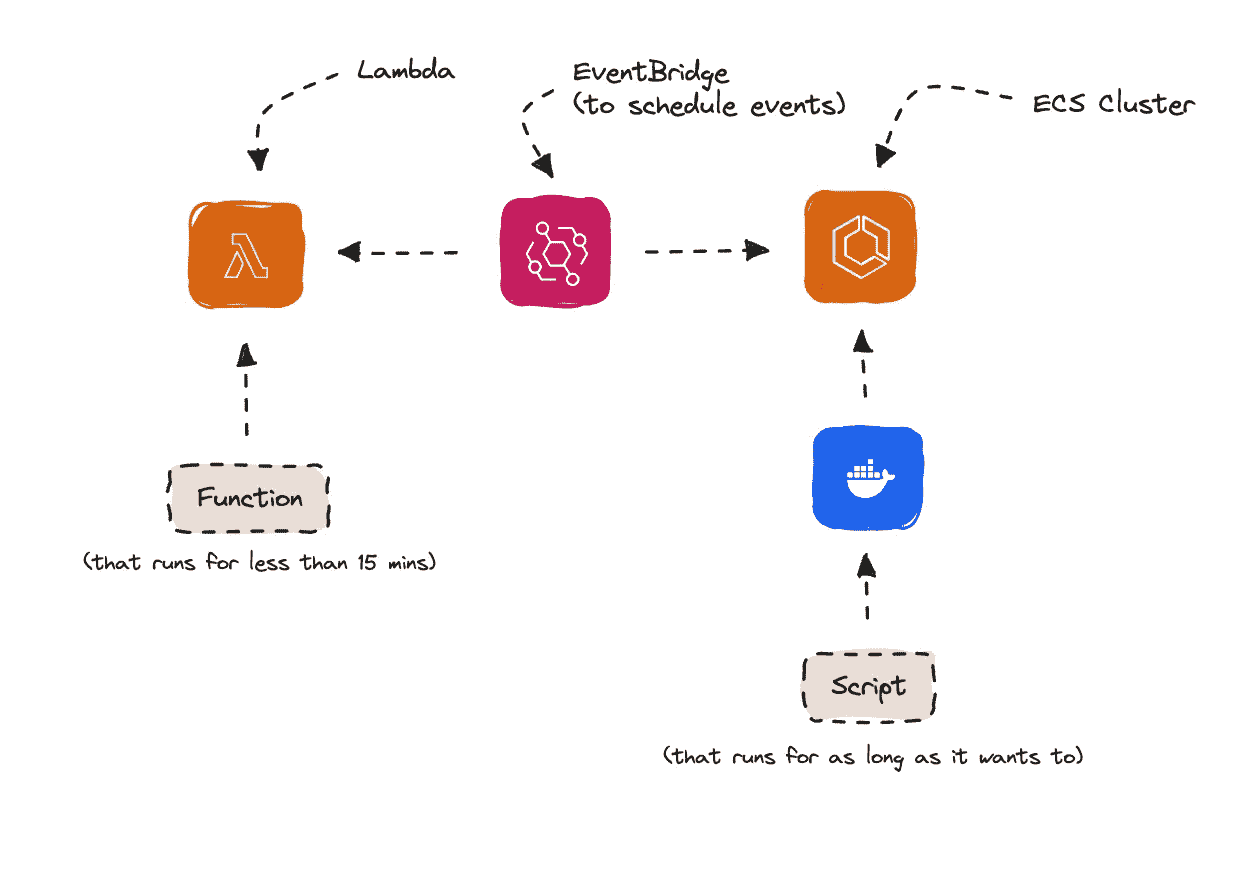 Lambda
EventBridge
(to schedule events)
ECS Cluster
Function
(that runs for less than 15 mins)
Script
(that runs for as long as it wants to)